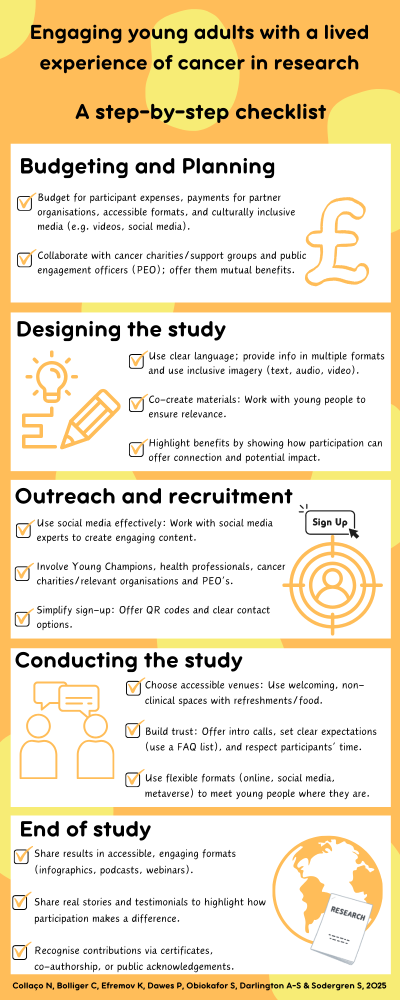 Engaging young adults with a lived
experience of cancer in research
A step-by-step checklist
Budgeting and Planning
Budget for participant expenses, payments for partner
organisations, accessible formats, and culturally inclusive
media (e.g. videos, social media).
Collaborate with cancer charities/support groups and public
engagement officers (PEO); offer them mutual benefits.
£
Designing the study
Use clear language; provide info in multiple formats
and use inclusive imagery (text, audio, video).
Co-create materials: Work with young people to
ensure relevance.
Highlight benefits by showing how participation can
offer connection and potential impact.
Outreach and recruitment
Sign Up
Use social media effectively: Work with social media
experts to create engaging content.
Involve Young Champions, health professionals, cancer
charities/relevant organisations and PEO's.
Simplify sign-up: Offer QR codes and clear contact
options.
Conducting the study
Choose accessible venues: Use welcoming, non-
clinical spaces with refreshments/food.
Build trust: Offer intro calls, set clear expectations
(use a FAQ list), and respect participants' time.
Use flexible formats (online, social media,
metaverse) to meet young people where they are.
End of study
Share results in accessible, engaging formats
(infographics, podcasts, webinars).
Share real stories and testimonials to highlight how
participation makes a difference.
RESEARCH
Recognise contributions via certificates,
co-authorship, or public acknowledgements.
Collaço N, Bolliger C, Efremov K, Dawes P, Obiokafor S, Darlington A-S & Sodergren S, 2025